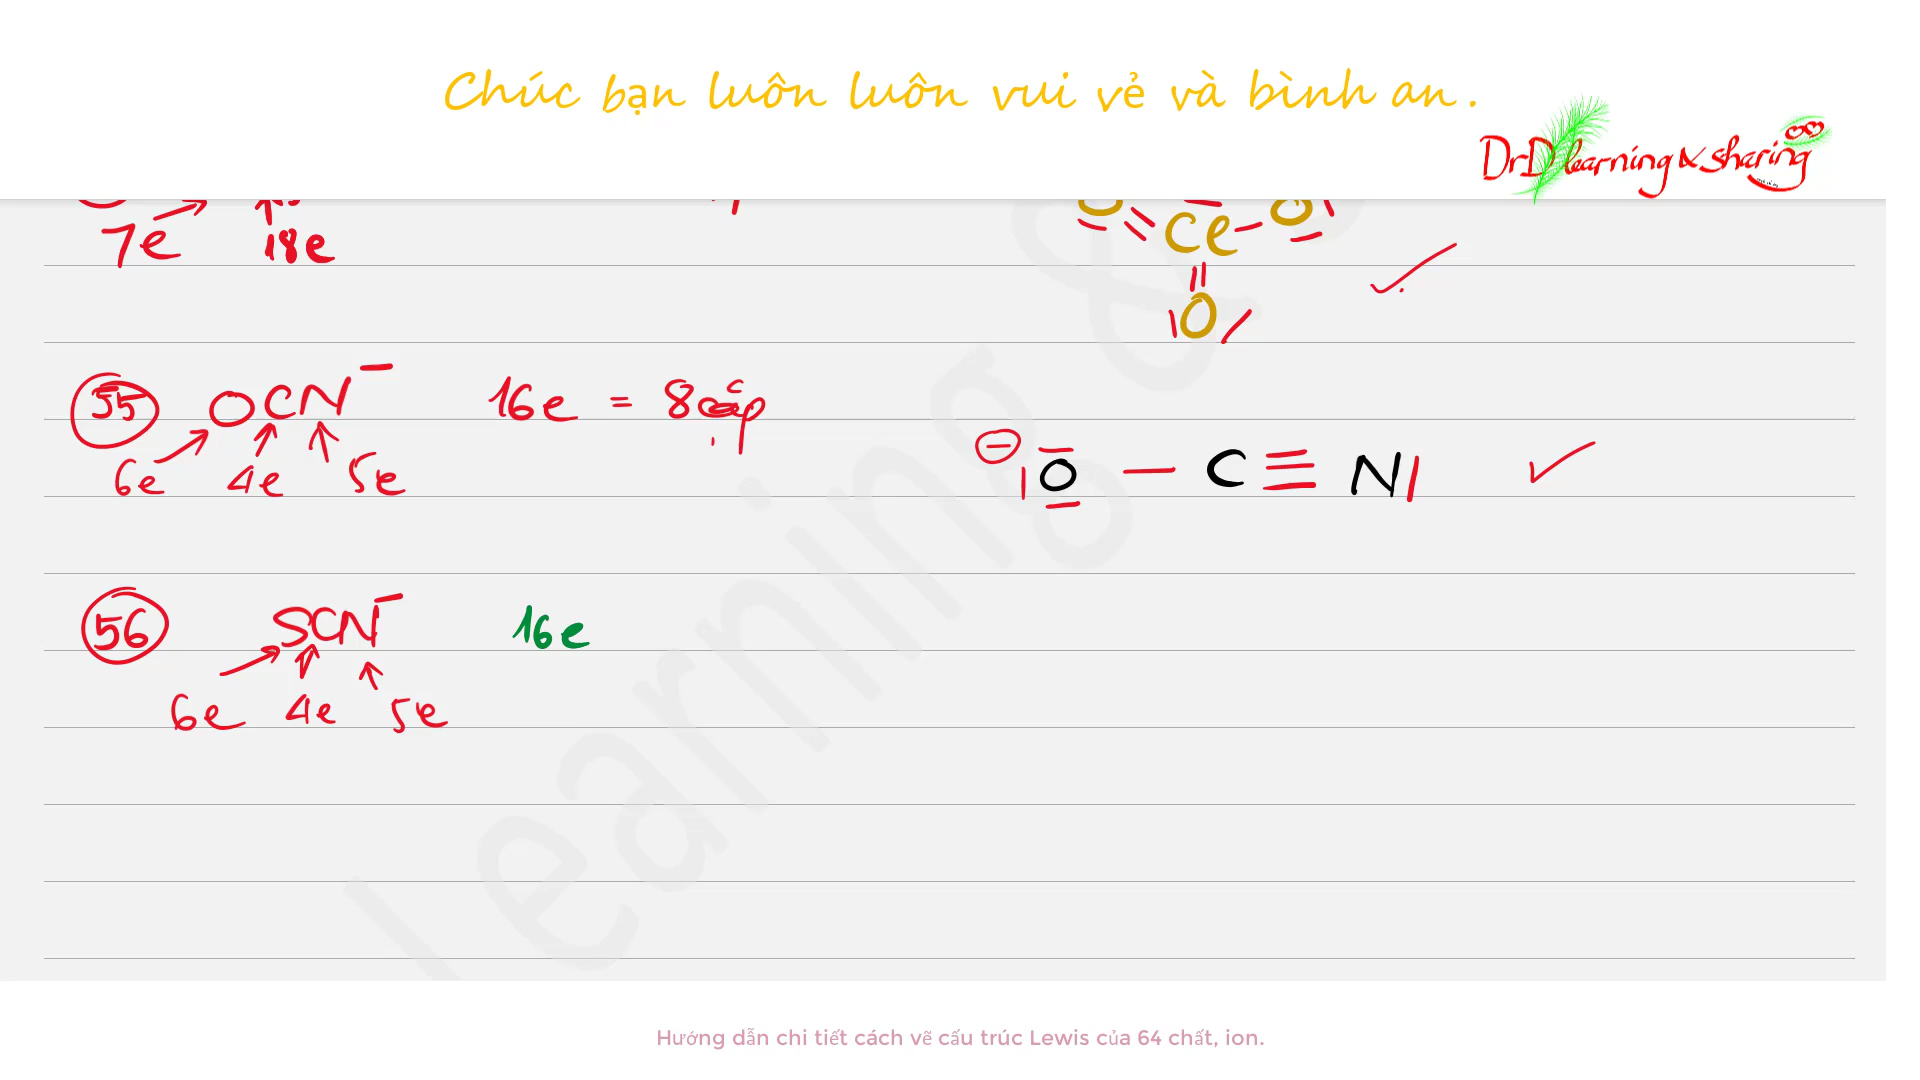 Chúc bạn luôn luôn vui vẻ và bình an.
DrD learning & sharing
7e 18e
O Cl O
O
55 OCN⁻ 16e = 8 cặp
6e 4e 5e
⊖ |O — C ≡ N|
56 SCN⁻ 16e
6e 4e 5e
Learning &
Hướng dẫn chi tiết cách vẽ cấu trúc Lewis của 64 chất, ion.